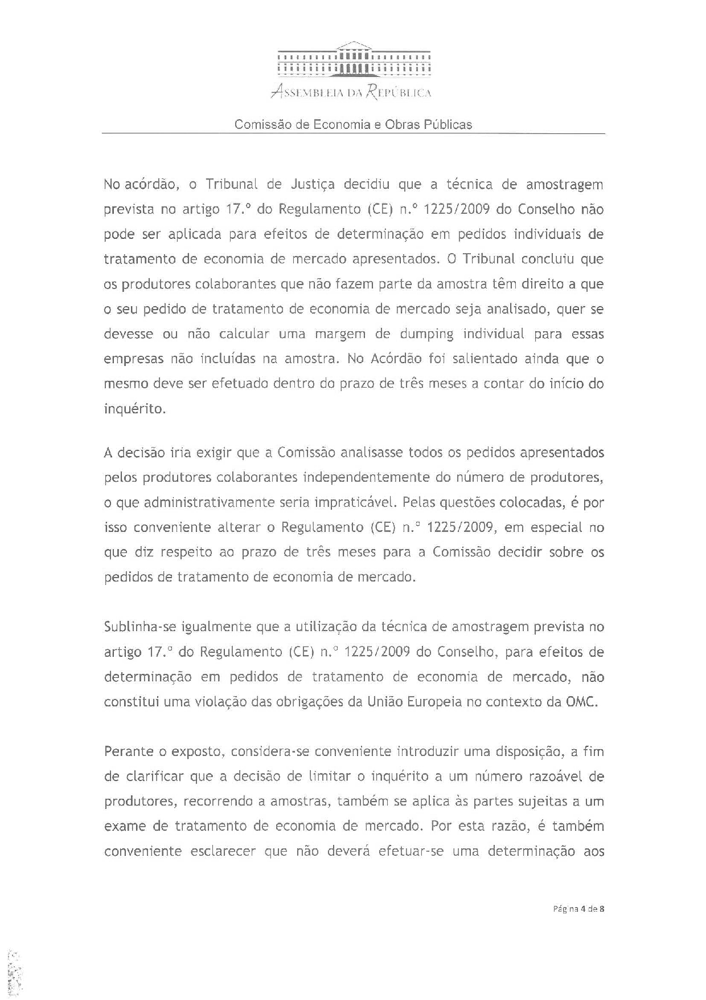 ASSEMBLEIA DA REPÚBLICA
Comissão de Economia e Obras Públicas
No acórdão, o Tribunal de Justiça decidiu que a técnica de amostragem
prevista no artigo 17.º do Regulamento (CE) n.º 1225/2009 do Conselho não
pode ser aplicada para efeitos de determinação em pedidos individuais de
tratamento de economia de mercado apresentados. O Tribunal concluiu que
os produtores colaborantes que não fazem parte da amostra têm direito a que
o seu pedido de tratamento de economia de mercado seja analisado, quer se
devesse ou não calcular uma margem de dumping individual para essas
empresas não incluídas na amostra. No Acórdão foi salientado ainda que o
mesmo deve ser efetuado dentro do prazo de três meses a contar do início do
inquérito.
A decisão iria exigir que a Comissão analisasse todos os pedidos apresentados
pelos produtores colaborantes independentemente do número de produtores,
o que administrativamente seria impraticável. Pelas questões colocadas, é por
isso conveniente alterar o Regulamento (CE) n.º 1225/2009, em especial no
que diz respeito ao prazo de três meses para a Comissão decidir sobre os
pedidos de tratamento de economia de mercado.
Sublinha-se igualmente que a utilização da técnica de amostragem prevista no
artigo 17.º do Regulamento (CE) n.º 1225/2009 do Conselho, para efeitos de
determinação em pedidos de tratamento de economia de mercado, não
constitui uma violação das obrigações da União Europeia no contexto da OMC.
Perante o exposto, considera-se conveniente introduzir uma disposição, a fim
de clarificar que a decisão de limitar o inquérito a um número razoável de
produtores, recorrendo a amostras, também se aplica às partes sujeitas a um
exame de tratamento de economia de mercado. Por esta razão, é também
conveniente esclarecer que não deverá efetuar-se uma determinação aos
Página 4 de 8